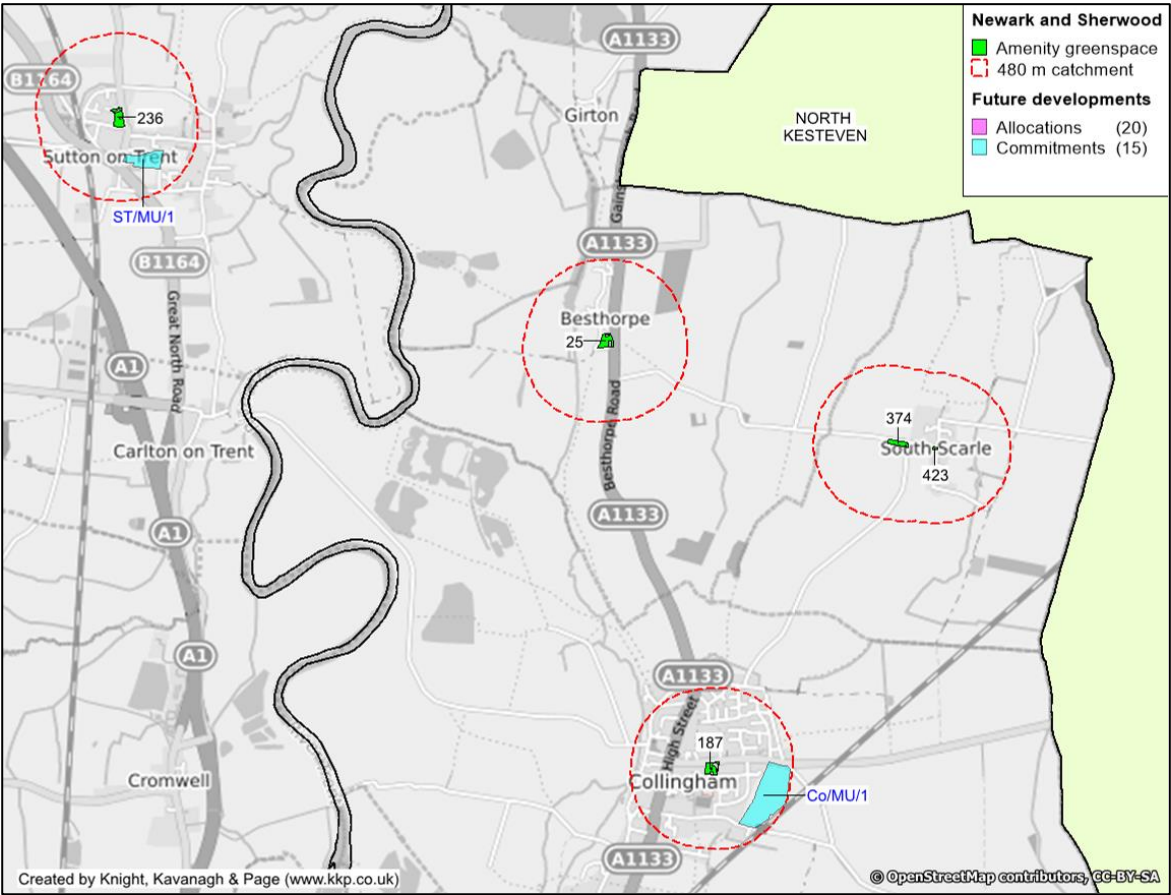 Newark and Sherwood
Amenity greenspace
480 m catchment
Future developments
Allocations (20)
Commitments (15)
A1133
B1164
Girton
NORTH
KESTEVEN
236
Sutton on Trent
ST/MU/1
A1133
B1164
Great North Road
Besthorpe
25
A1
Besthorpe Road
374
South Scarle
423
Carlton on Trent
A1133
A1
A1
A1133
High Street
187
Collingham
Cromwell
Co/MU/1
A1133
Created by Knight, Kavanagh & Page (www.kkp.co.uk)
© OpenStreetMap contributors, CC-BY-SA